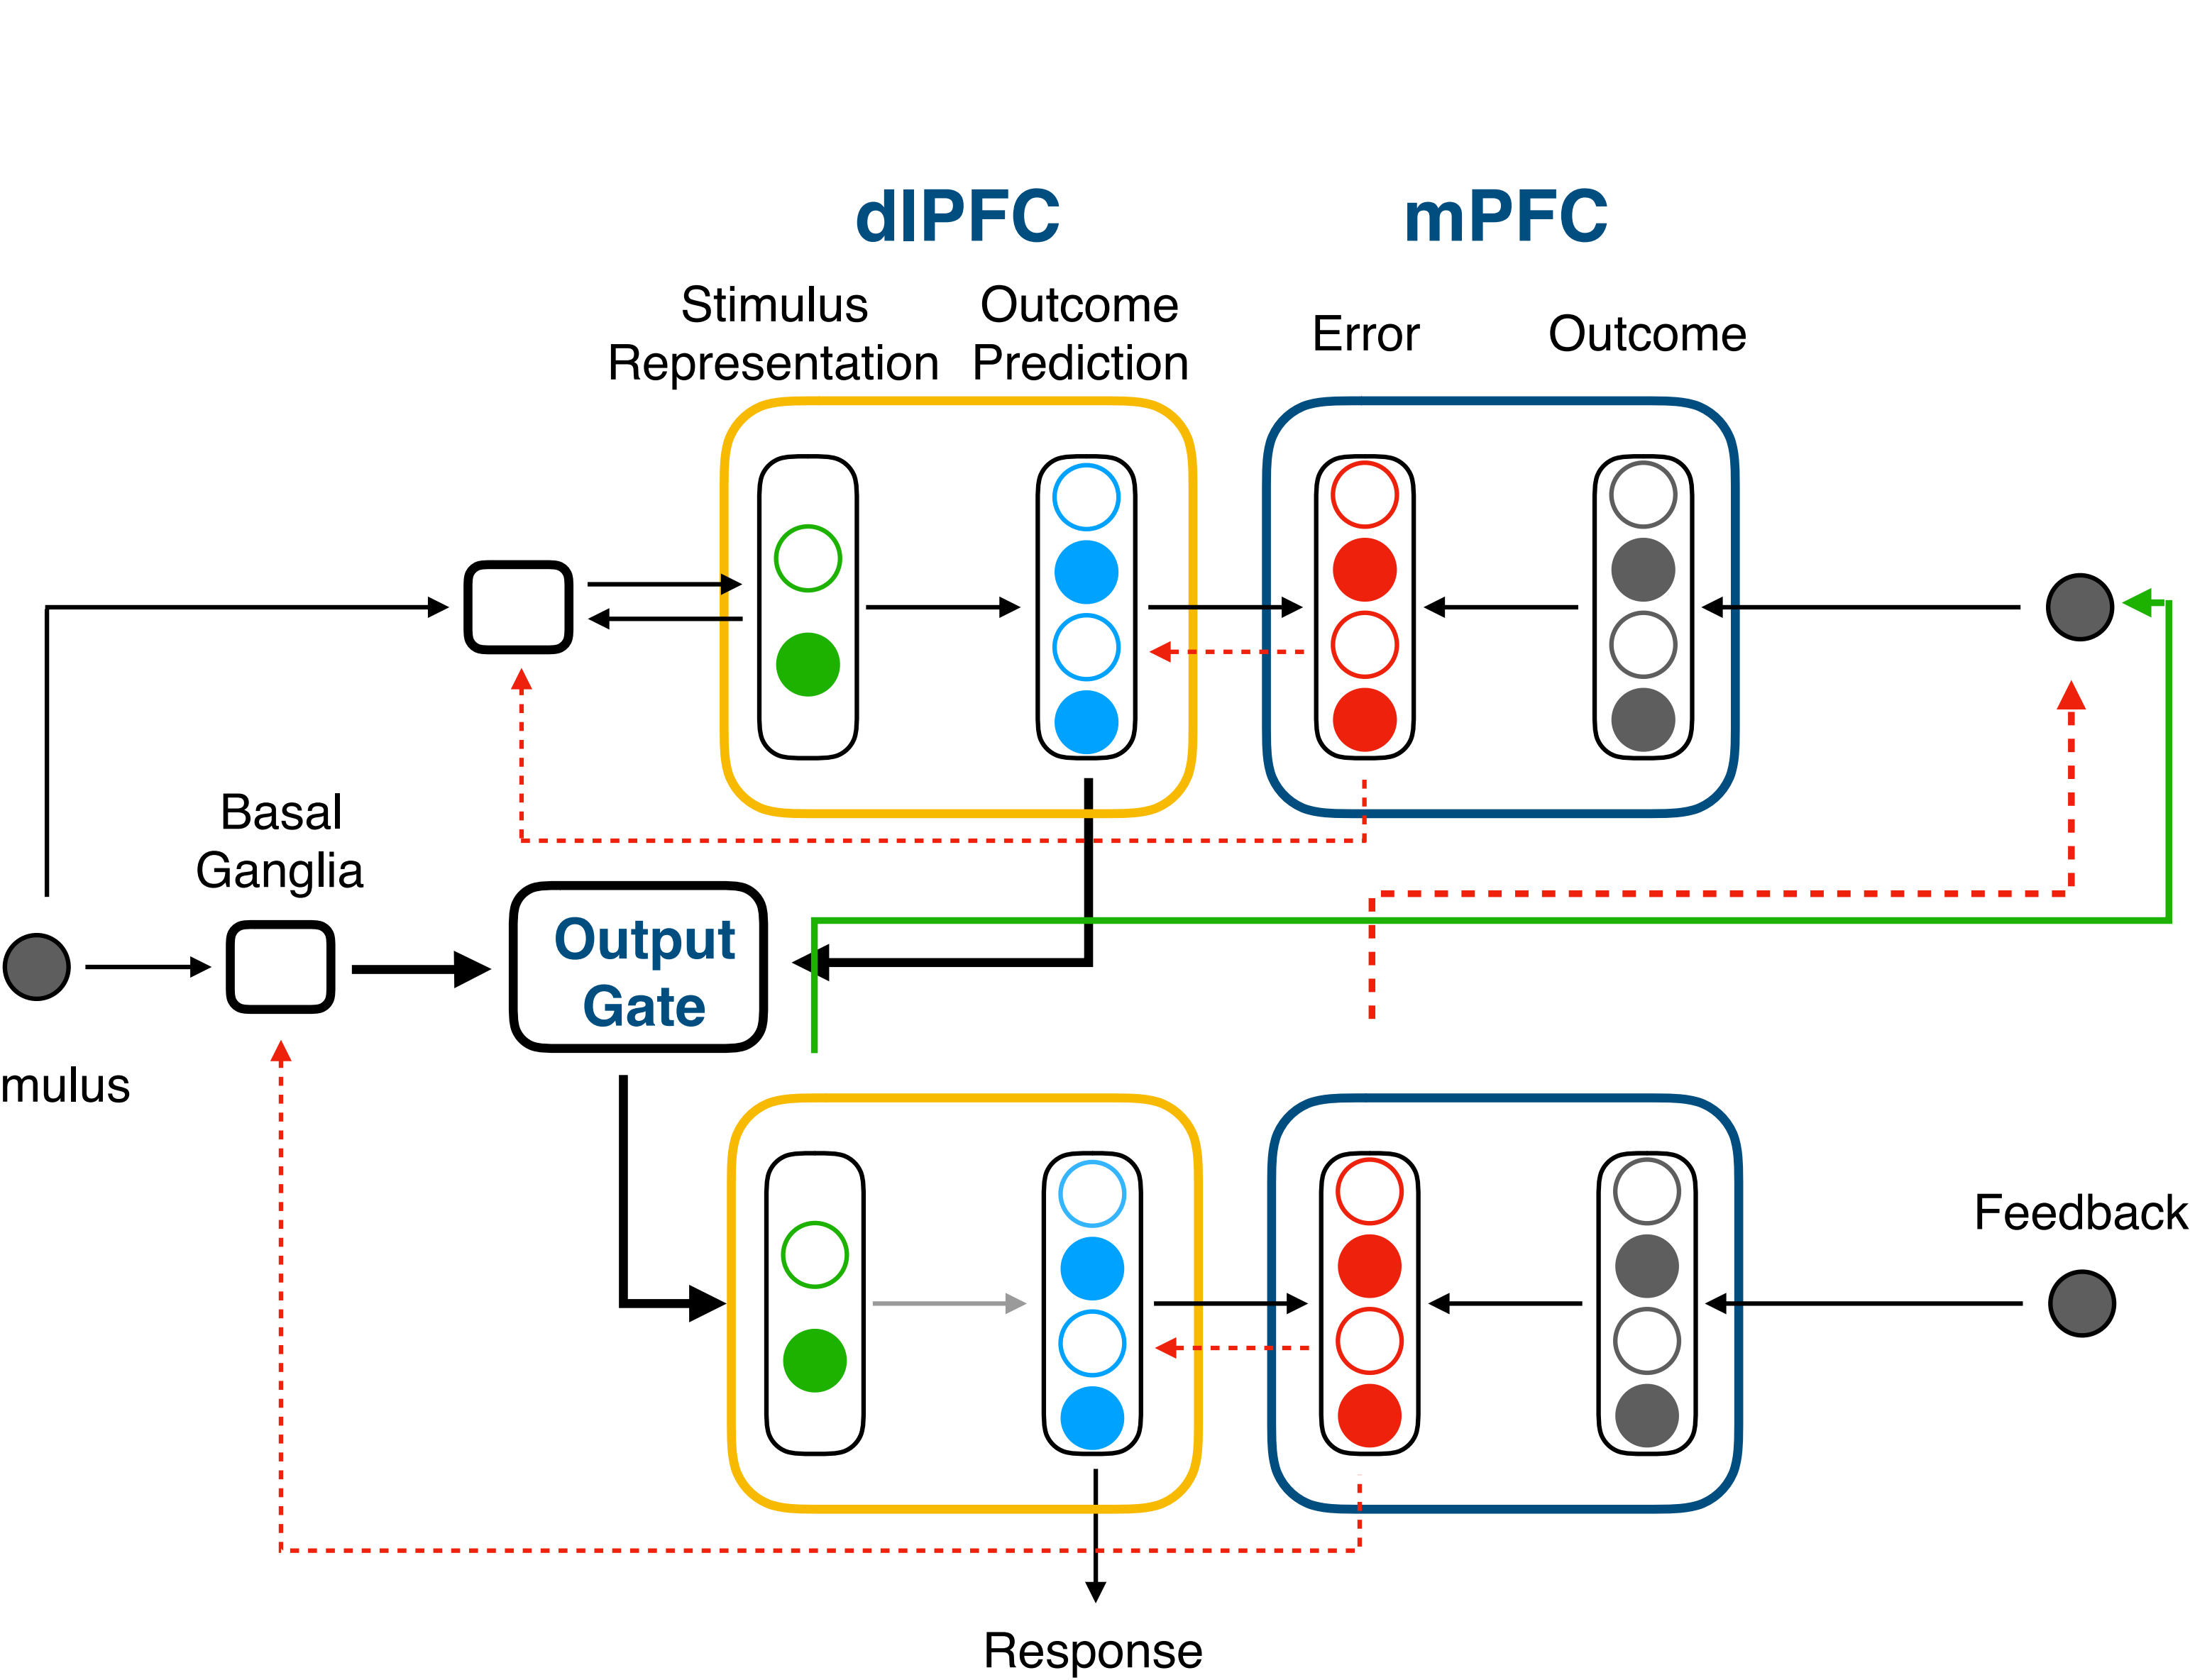 dlPFC
mPFC
Stimulus
Representation
Outcome
Prediction
Error
Outcome
Basal
Ganglia
Output
Gate
mulus
Feedback
Response